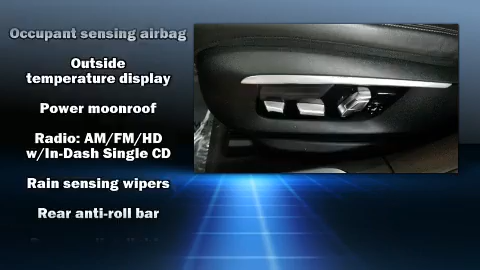 Occupant sensing airbag
Outside
temperature display
Power moonroof
Radio: AM/FM/HD
w/In-Dash Single CD
Rain sensing wipers
Rear anti-roll bar